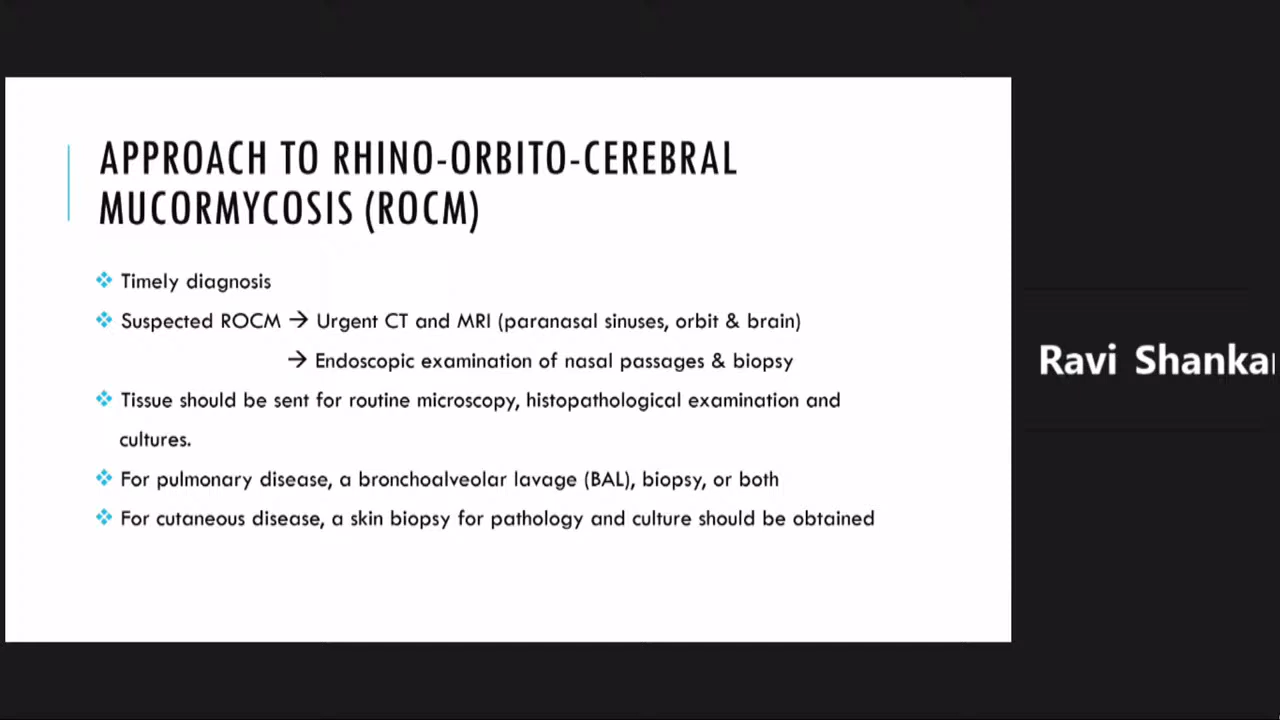 APPROACH TO RHINO-ORBITO-CEREBRAL
MUCORMYCOSIS (ROCM)
❖ Timely diagnosis
❖ Suspected ROCM → Urgent CT and MRI (paranasal sinuses, orbit & brain)
→ Endoscopic examination of nasal passages & biopsy
❖ Tissue should be sent for routine microscopy, histopathological examination and
cultures.
❖ For pulmonary disease, a bronchoalveolar lavage (BAL), biopsy, or both
❖ For cutaneous disease, a skin biopsy for pathology and culture should be obtained
Ravi Shankar